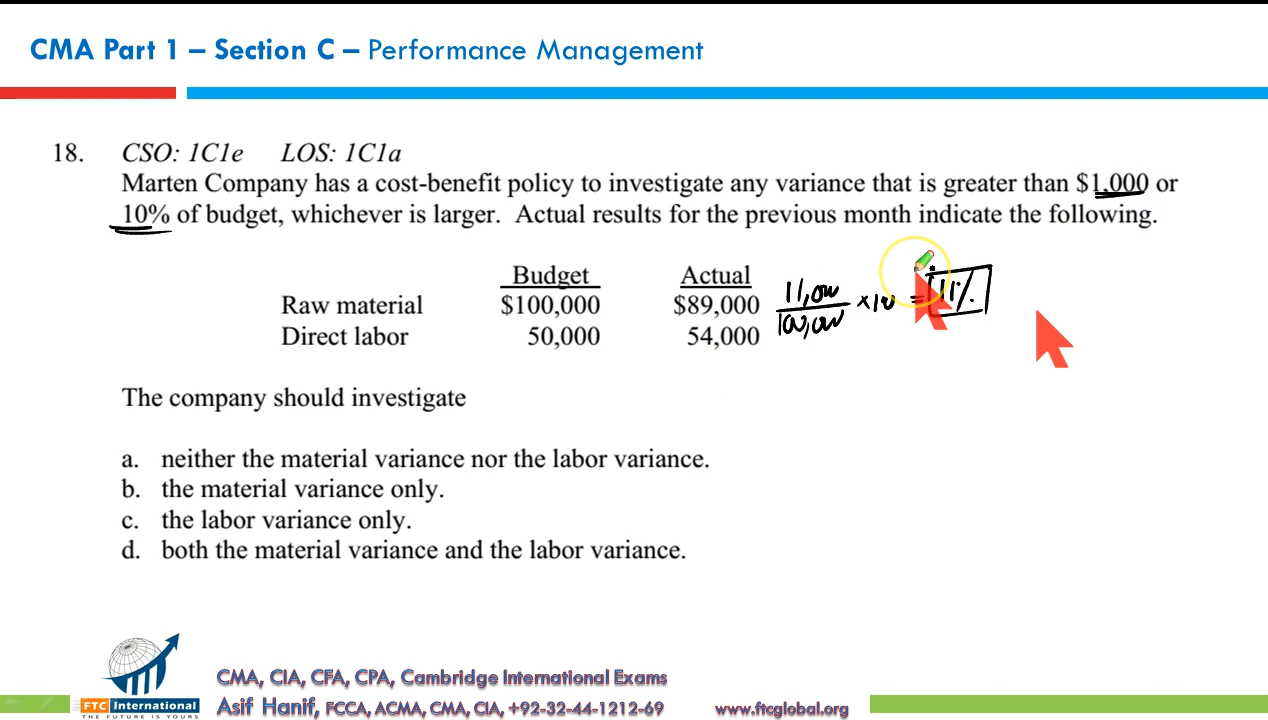 CMA Part 1 – Section C – Performance Management
18. CSO: 1C1e LOS: 1C1a
Marten Company has a cost-benefit policy to investigate any variance that is greater than $1,000 or
10% of budget, whichever is larger. Actual results for the previous month indicate the following.
Budget Actual
Raw material $100,000 $89,000
Direct labor 50,000 54,000
11,000
100,000
×10 = 11%
The company should investigate
a. neither the material variance nor the labor variance.
b. the material variance only.
c. the labor variance only.
d. both the material variance and the labor variance.
FTC International
THE FUTURE IS YOURS
CMA, CIA, CFA, CPA, Cambridge International Exams
Asif Hanif, FCCA, ACMA, CMA, CIA, +92-32-44-1212-69 www.ftcglobal.org